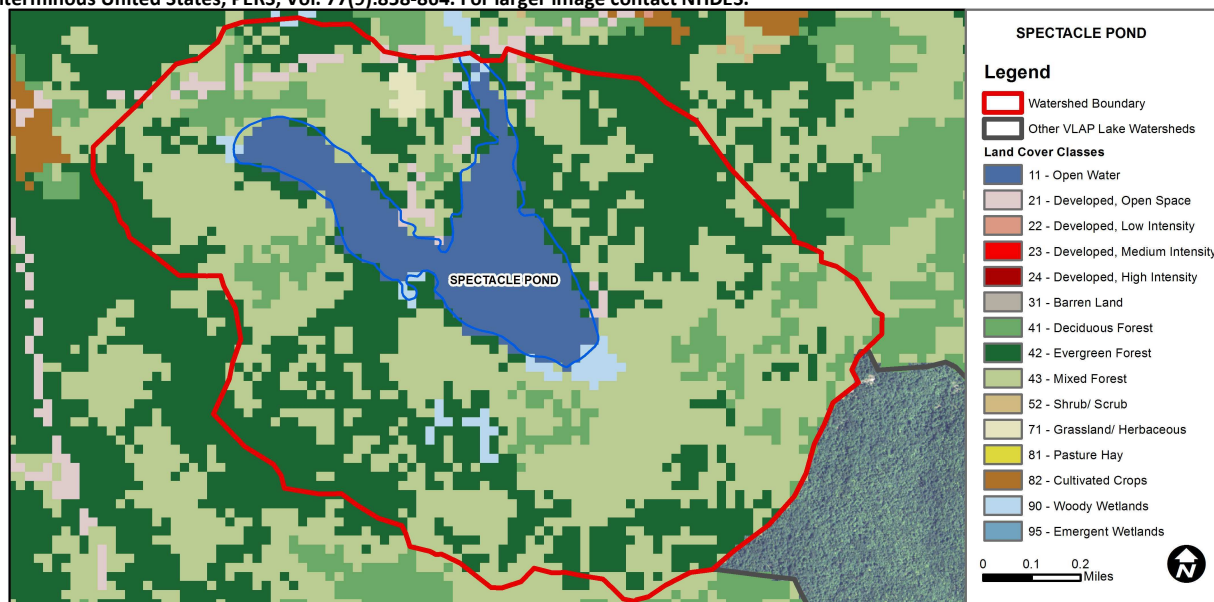 nterminous United States, PERS, Vol. 77(9):858-864. For larger image contact NHDES.
SPECTACLE POND
SPECTACLE POND
Legend
Watershed Boundary
Other VLAP Lake Watersheds
Land Cover Classes
11 - Open Water
21 - Developed, Open Space
22 - Developed, Low Intensity
23 - Developed, Medium Intensity
24 - Developed, High Intensity
31 - Barren Land
41 - Deciduous Forest
42 - Evergreen Forest
43 - Mixed Forest
52 - Shrub/ Scrub
71 - Grassland/ Herbaceous
81 - Pasture Hay
82 - Cultivated Crops
90 - Woody Wetlands
95 - Emergent Wetlands
0 0.1 0.2
Miles
N